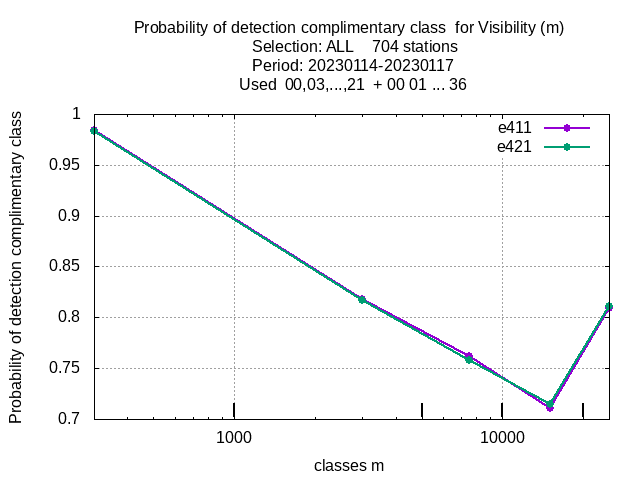 Probability of detection complimentary class  for Visibility (m)
Selection: ALL    704 stations
Period: 20230114-20230117
Used  00,03,...,21  + 00 01 ... 36
Probability of detection complimentary class
1
0.95
0.9
0.85
0.8
0.75
0.7
e411
e421
1000
10000
classes m